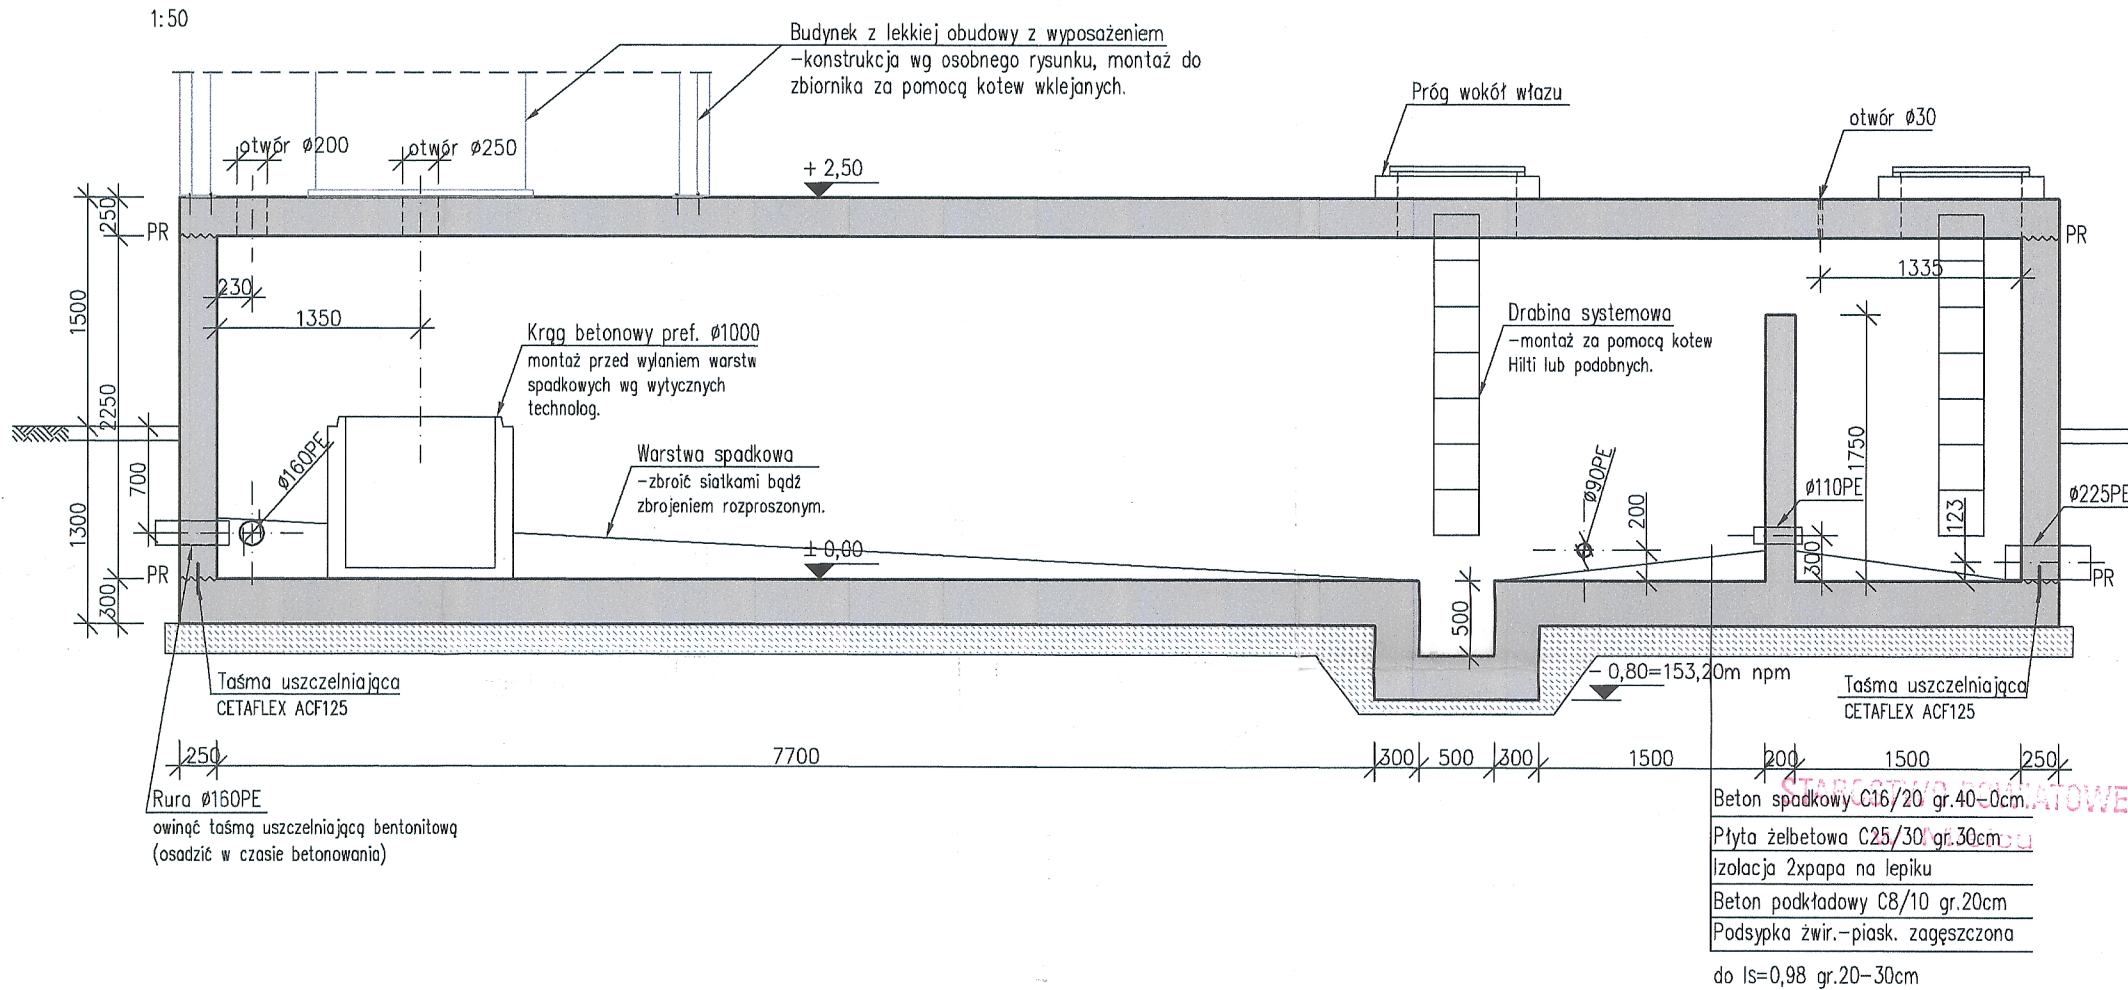 1:50
Budynek z lekkiej obudowy z wyposażeniem
-konstrukcja wg osobnego rysunku, montaż do
zbiornika za pomocą kotew wklejanych.
Próg wokół włazu
otwór ø30
otwór ø200
otwór ø250
+ 2,50
250
PR
PR
230
1350
1335
1500
2250
Krąg betonowy pref. ø1000
montaż przed wylaniem warstw
spadkowych wg wytycznych
technolog.
Drabina systemowa
-montaż za pomocą kotew
Hilti lub podobnych.
1750
Warstwa spadkowa
-zbroić siatkami bądź
zbrojeniem rozproszonym.
ø160PE
ø90PE
ø110PE
ø225PE
700
1300
200
300
123
± 0,00
PR
PR
300
500
- 0,80=153,20m npm
Taśma uszczelniająca
CETAFLEX ACF125
Taśma uszczelniająca
CETAFLEX ACF125
250
7700
300
500
300
1500
200
1500
250
Rura ø160PE
owinąć taśmą uszczelniającą bentonitową
(osadzić w czasie betonowania)
STAROSTWO POWIATOWE
Beton spadkowy C16/20 gr.40-0cm
Płyta żelbetowa C25/30 gr.30cm
Izolacja 2xpapa na lepiku
Beton podkładowy C8/10 gr.20cm
Podsypka żwir.-piask. zagęszczona
do Is=0,98 gr.20-30cm